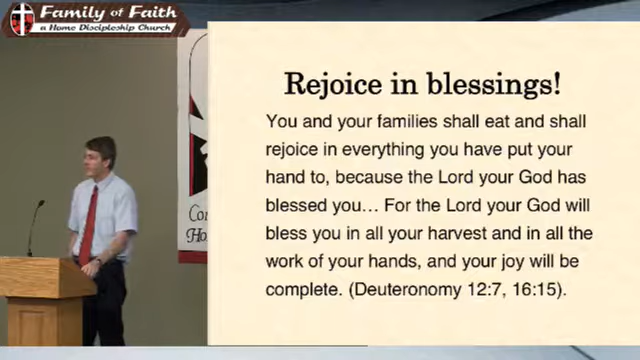 Family of Faith
a Home Discipleship Church
Rejoice in blessings!
You and your families shall eat and shall
rejoice in everything you have put your
hand to, because the Lord your God has
blessed you... For the Lord your God will
bless you in all your harvest and in all the
work of your hands, and your joy will be
complete. (Deuteronomy 12:7, 16:15).